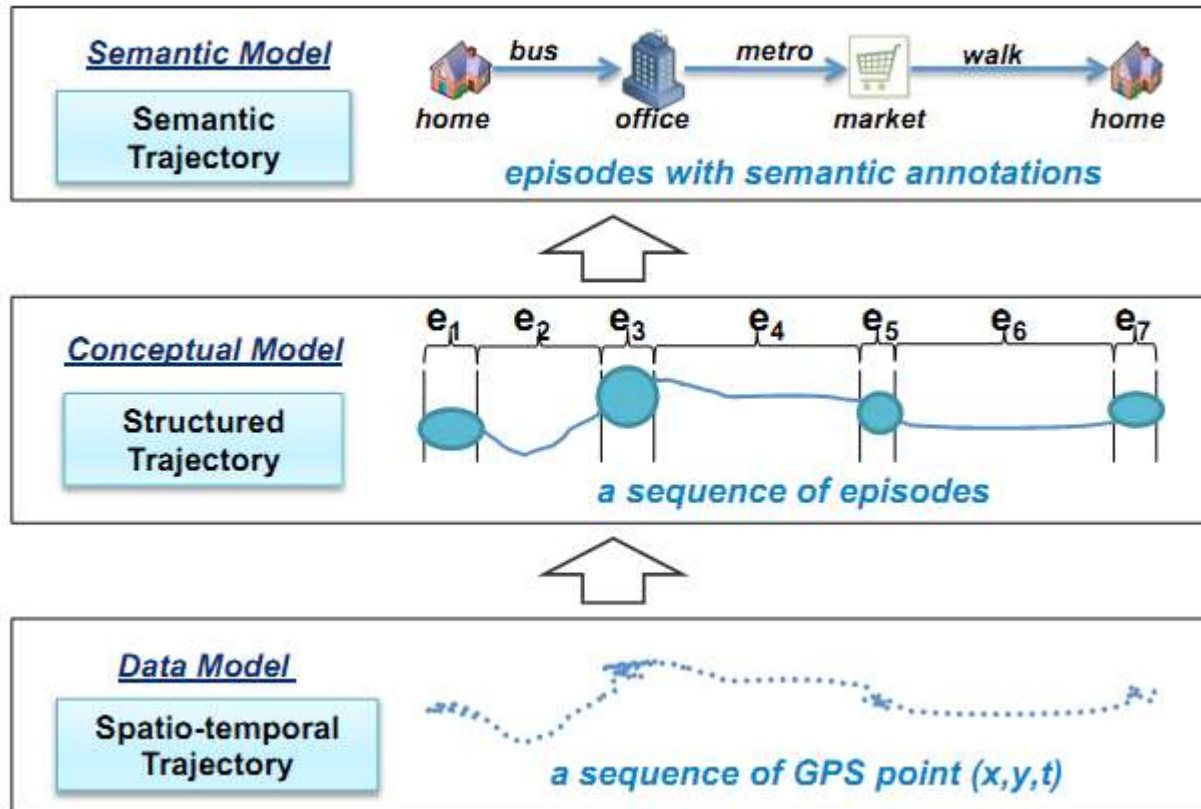 Semantic Model
Semantic
Trajectory
bus
metro
walk
home
office
market
home
episodes with semantic annotations
e1
e2
e3
e4
e5
e6
e7
Conceptual Model
Structured
Trajectory
a sequence of episodes
Data Model
Spatio-temporal
Trajectory
a sequence of GPS point (x,y,t)